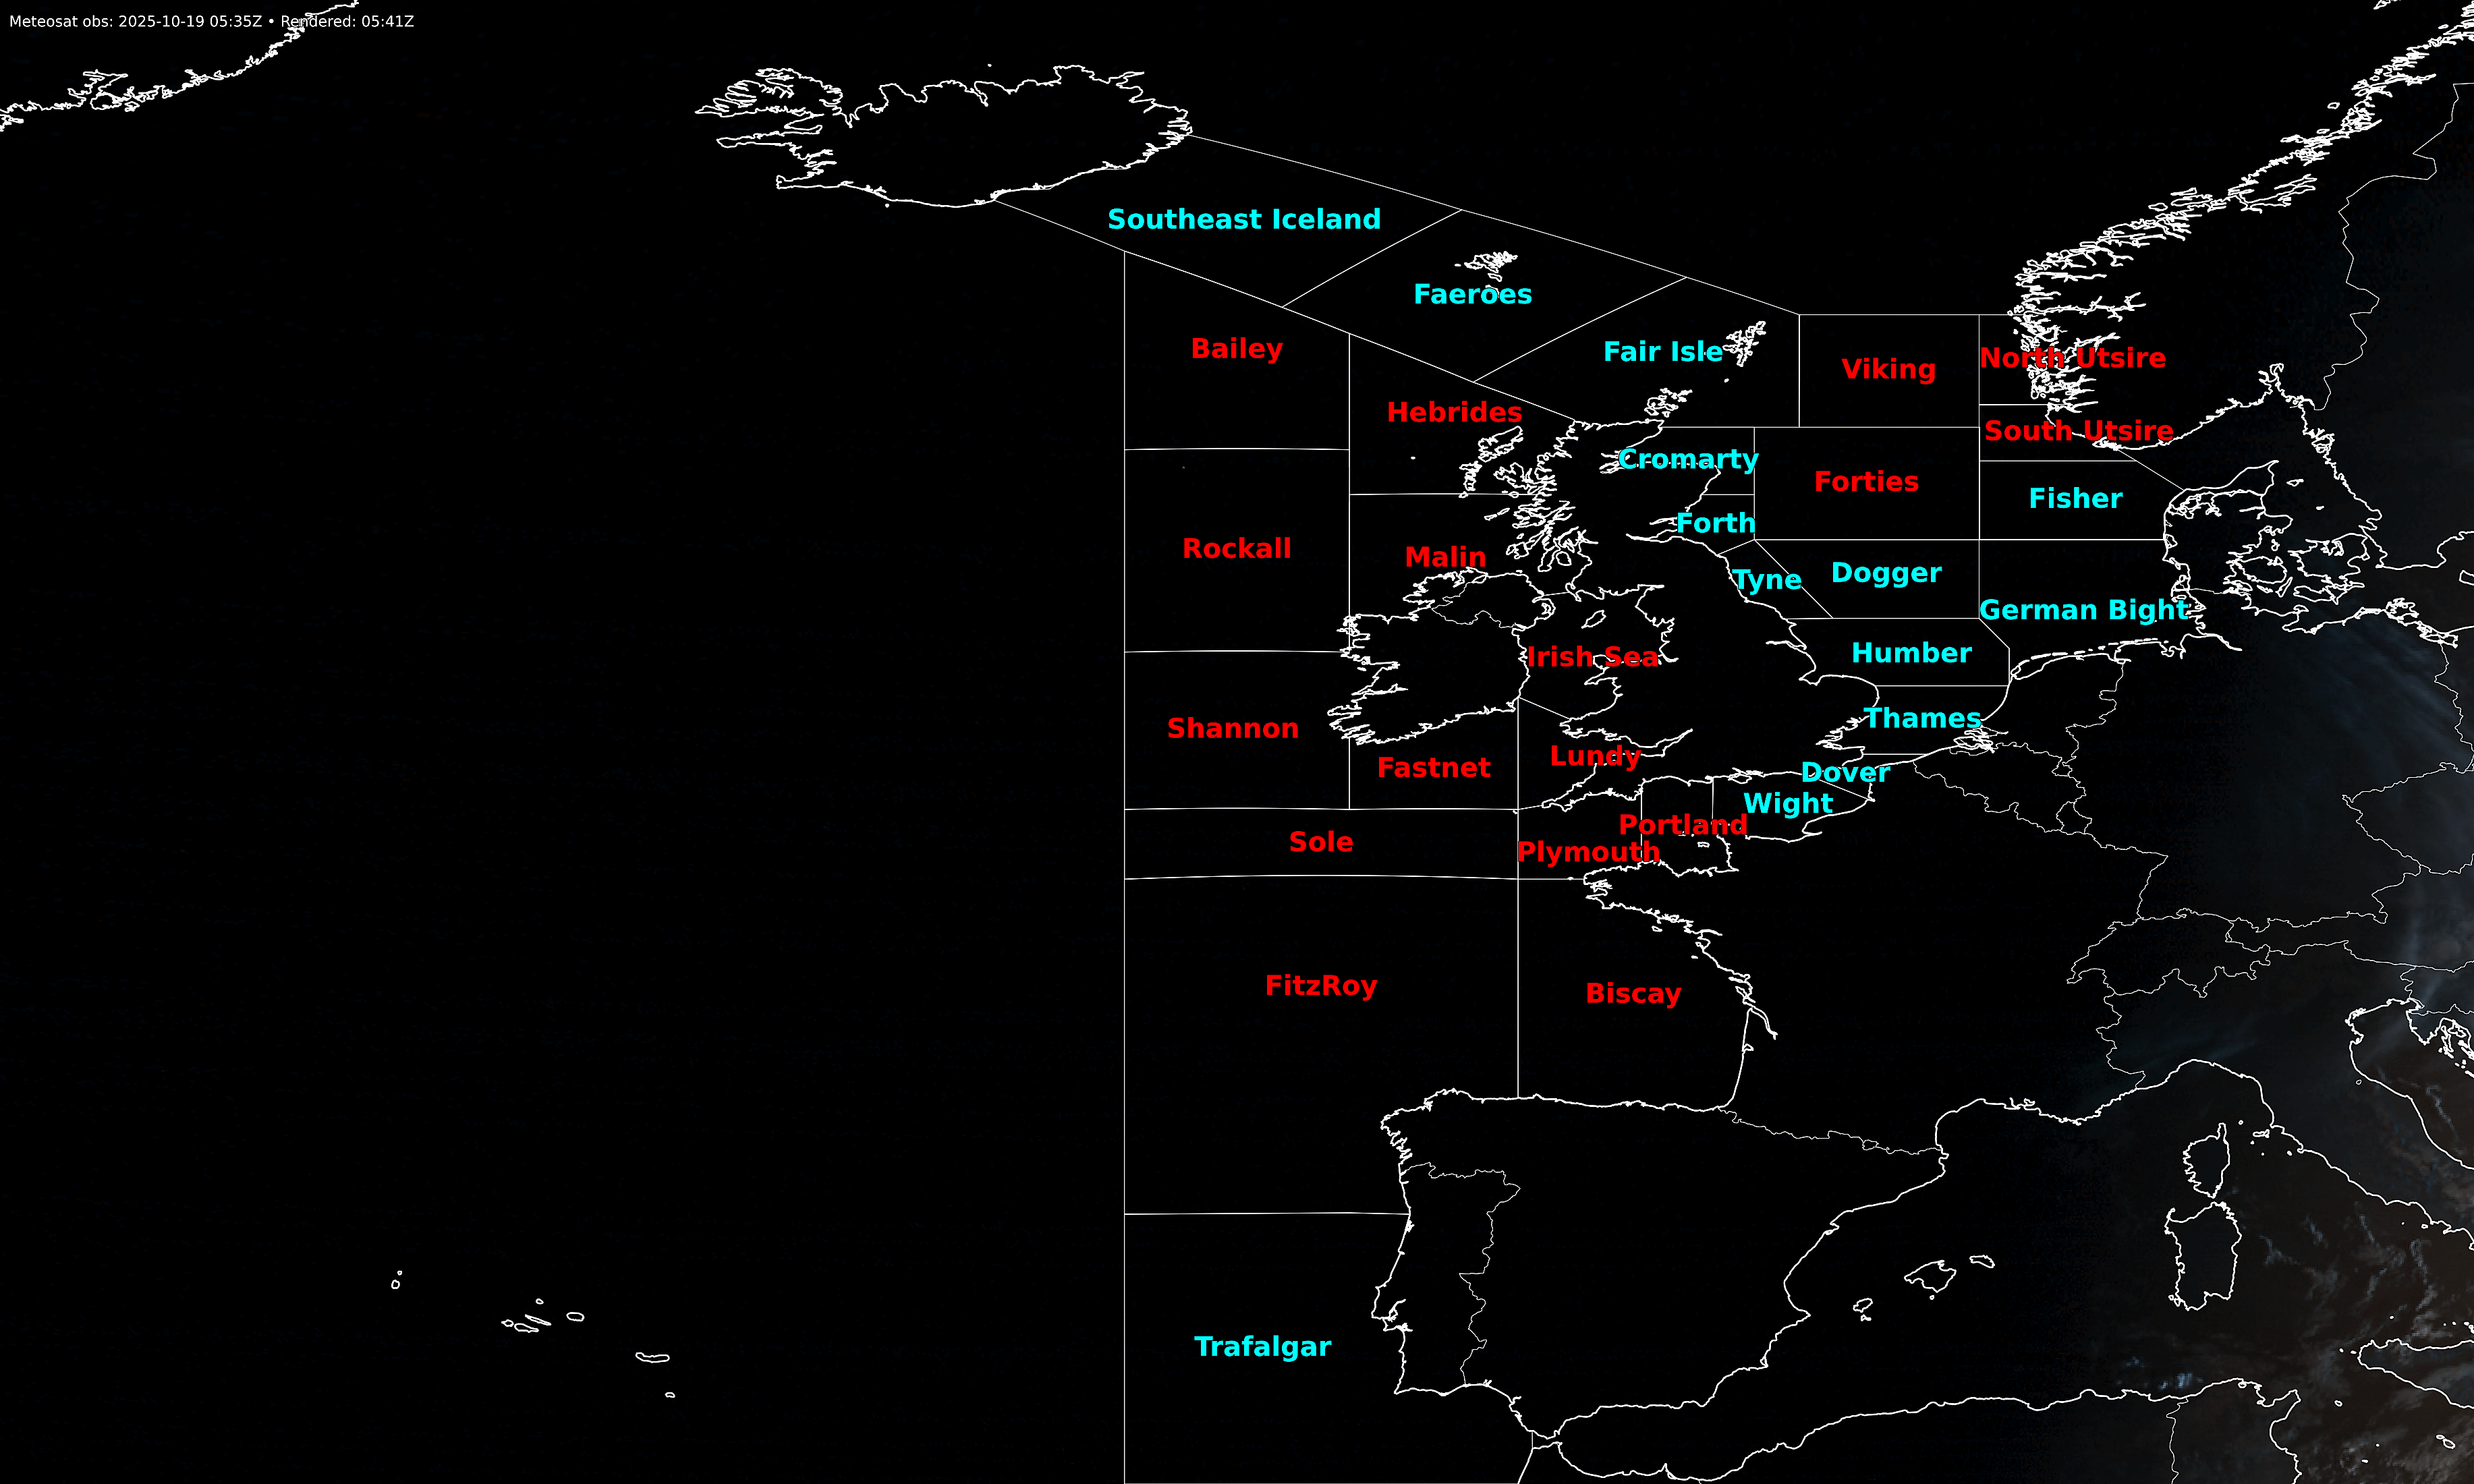 Meteosat obs: 2025-10-19 05:35Z • Rendered: 05:41Z
Southeast Iceland
Faeroes
Bailey
Fair Isle
North Utsire
Viking
Hebrides
South Utsire
Cromarty
Forties
Fisher
Forth
Rockall
Malin
Dogger
Tyne
German Bight
Humber
Irish Sea
Thames
Shannon
Lundy
Fastnet
Dover
Wight
Portland
Sole
Plymouth
FitzRoy
Biscay
Trafalgar